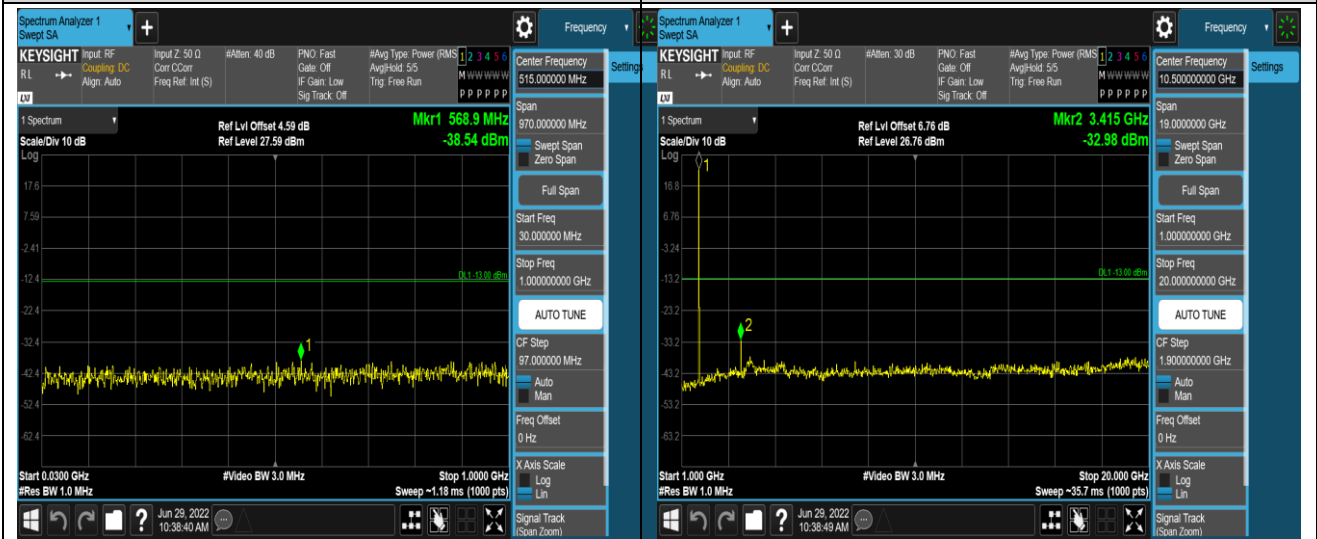 Spectrum Analyzer 1
Swept SA
+
Frequency
KEYSIGHT
Input: RF
Coupling: DC
Align: Auto
Input Z: 50 Ω
Corr CCorr
Freq Ref: Int (S)
#Atten: 40 dB
PNO: Fast
Gate: Off
IF Gain: Low
Sig Track: Off
#Avg Type: Power (RMS
Avg|Hold: 5/5
Trig: Free Run
1 2 3 4 5 6
M W W W W W
P P P P P P
RL
LXI
1 Spectrum
Scale/Div 10 dB
Log
Ref Lvl Offset 4.59 dB
Ref Level 27.59 dBm
Mkr1 568.9 MHz
-38.54 dBm
17.6
7.59
-2.41
-12.4
-22.4
-32.4
-42.4
-52.4
-62.4
DL1 -13.00 dBm
1
Start 0.0300 GHz
#Res BW 1.0 MHz
#Video BW 3.0 MHz
Stop 1.0000 GHz
Sweep ~1.18 ms (1000 pts)
Jun 29, 2022
10:38:40 AM
Settings
Center Frequency
515.000000 MHz
Span
970.000000 MHz
Swept Span
Zero Span
Full Span
Start Freq
30.000000 MHz
Stop Freq
1.000000000 GHz
AUTO TUNE
CF Step
97.000000 MHz
Auto
Man
Freq Offset
0 Hz
X Axis Scale
Log
Lin
Signal Track
(Span Zoom)
Spectrum Analyzer 1
Swept SA
+
Frequency
KEYSIGHT
Input: RF
Coupling: DC
Align: Auto
Input Z: 50 Ω
Corr CCorr
Freq Ref: Int (S)
#Atten: 30 dB
PNO: Fast
Gate: Off
IF Gain: Low
Sig Track: Off
#Avg Type: Power (RMS
Avg|Hold: 5/5
Trig: Free Run
1 2 3 4 5 6
M W W W W W
P P P P P P
RL
LXI
1 Spectrum
Scale/Div 10 dB
Log
Ref Lvl Offset 6.76 dB
Ref Level 26.76 dBm
Mkr2 3.415 GHz
-32.98 dBm
16.8
6.76
-3.24
-13.2
-23.2
-33.2
-43.2
-53.2
-63.2
DL1 -13.00 dBm
1
2
Start 1.000 GHz
#Res BW 1.0 MHz
#Video BW 3.0 MHz
Stop 20.000 GHz
Sweep ~35.7 ms (1000 pts)
Jun 29, 2022
10:38:49 AM
Settings
Center Frequency
10.500000000 GHz
Span
19.0000000 GHz
Swept Span
Zero Span
Full Span
Start Freq
1.000000000 GHz
Stop Freq
20.000000000 GHz
AUTO TUNE
CF Step
1.900000000 GHz
Auto
Man
Freq Offset
0 Hz
X Axis Scale
Log
Lin
Signal Track
(Span Zoom)